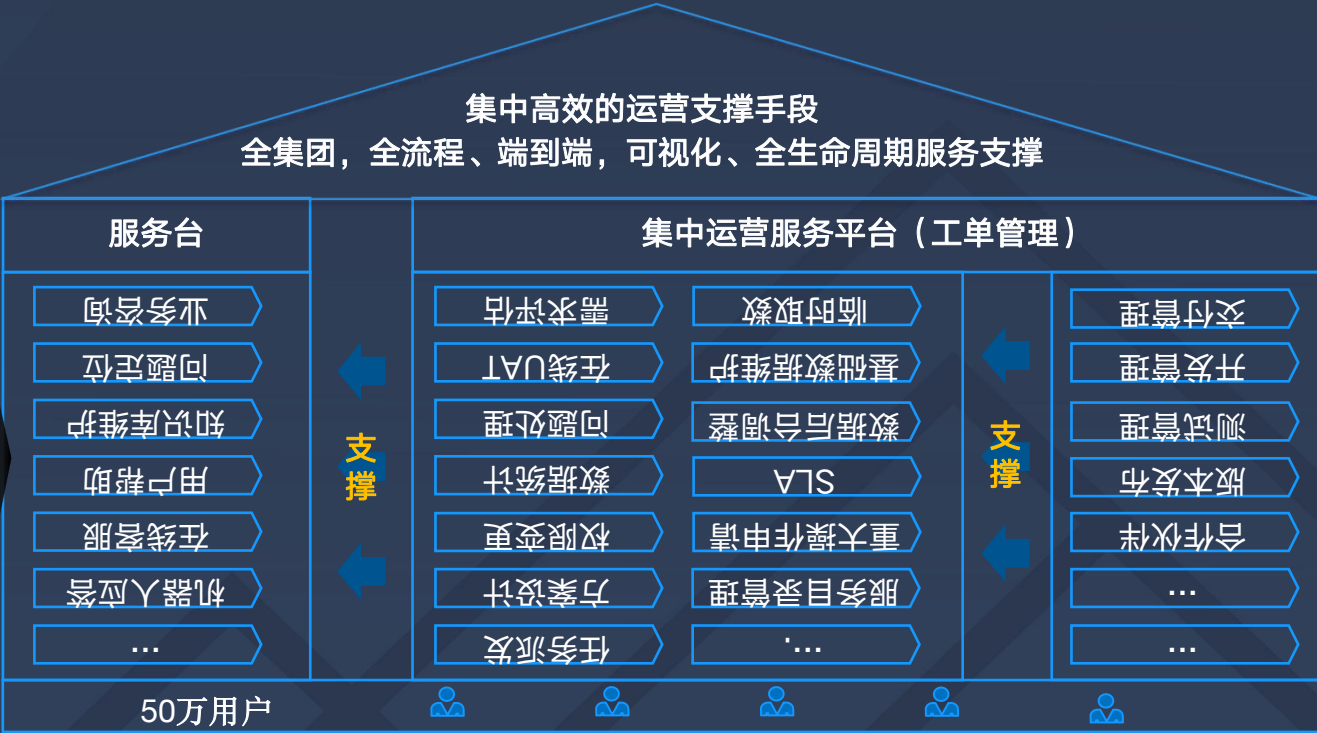 集中高效的运营支撑手段
全集团，全流程、端到端，可视化、全生命周期服务支撑
服务台
业务咨询
问题定位
知识库维护
用户帮助
在线客服
机器人应答
...
支撑
集中运营服务平台（工单管理）
需求评估
在线UAT
问题处理
数据统计
权限变更
方案设计
任务派发
临时取数
基础数据维护
数据后台调整
SLA
重大操作申请
服务目录管理
·...
支撑
交付管理
开发管理
测试管理
版本发布
合作伙伴
...
...
50万用户